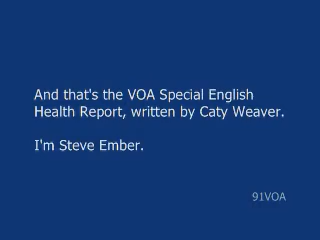 And that's the VOA Special English
Health Report, written by Caty Weaver.
I'm Steve Ember.
91VOA